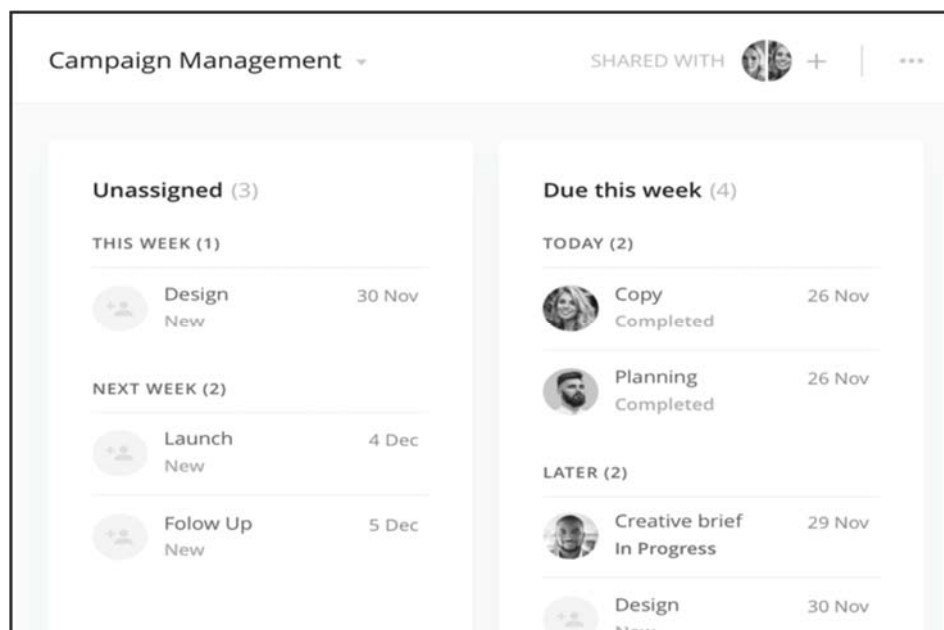 Campaign Management
SHARED WITH
Unassigned (3)
THIS WEEK (1)
Design 30 Nov
New
NEXT WEEK (2)
Launch 4 Dec
New
Folow Up 5 Dec
New
Due this week (4)
TODAY (2)
Copy 26 Nov
Completed
Planning 26 Nov
Completed
LATER (2)
Creative brief 29 Nov
In Progress
Design 30 Nov